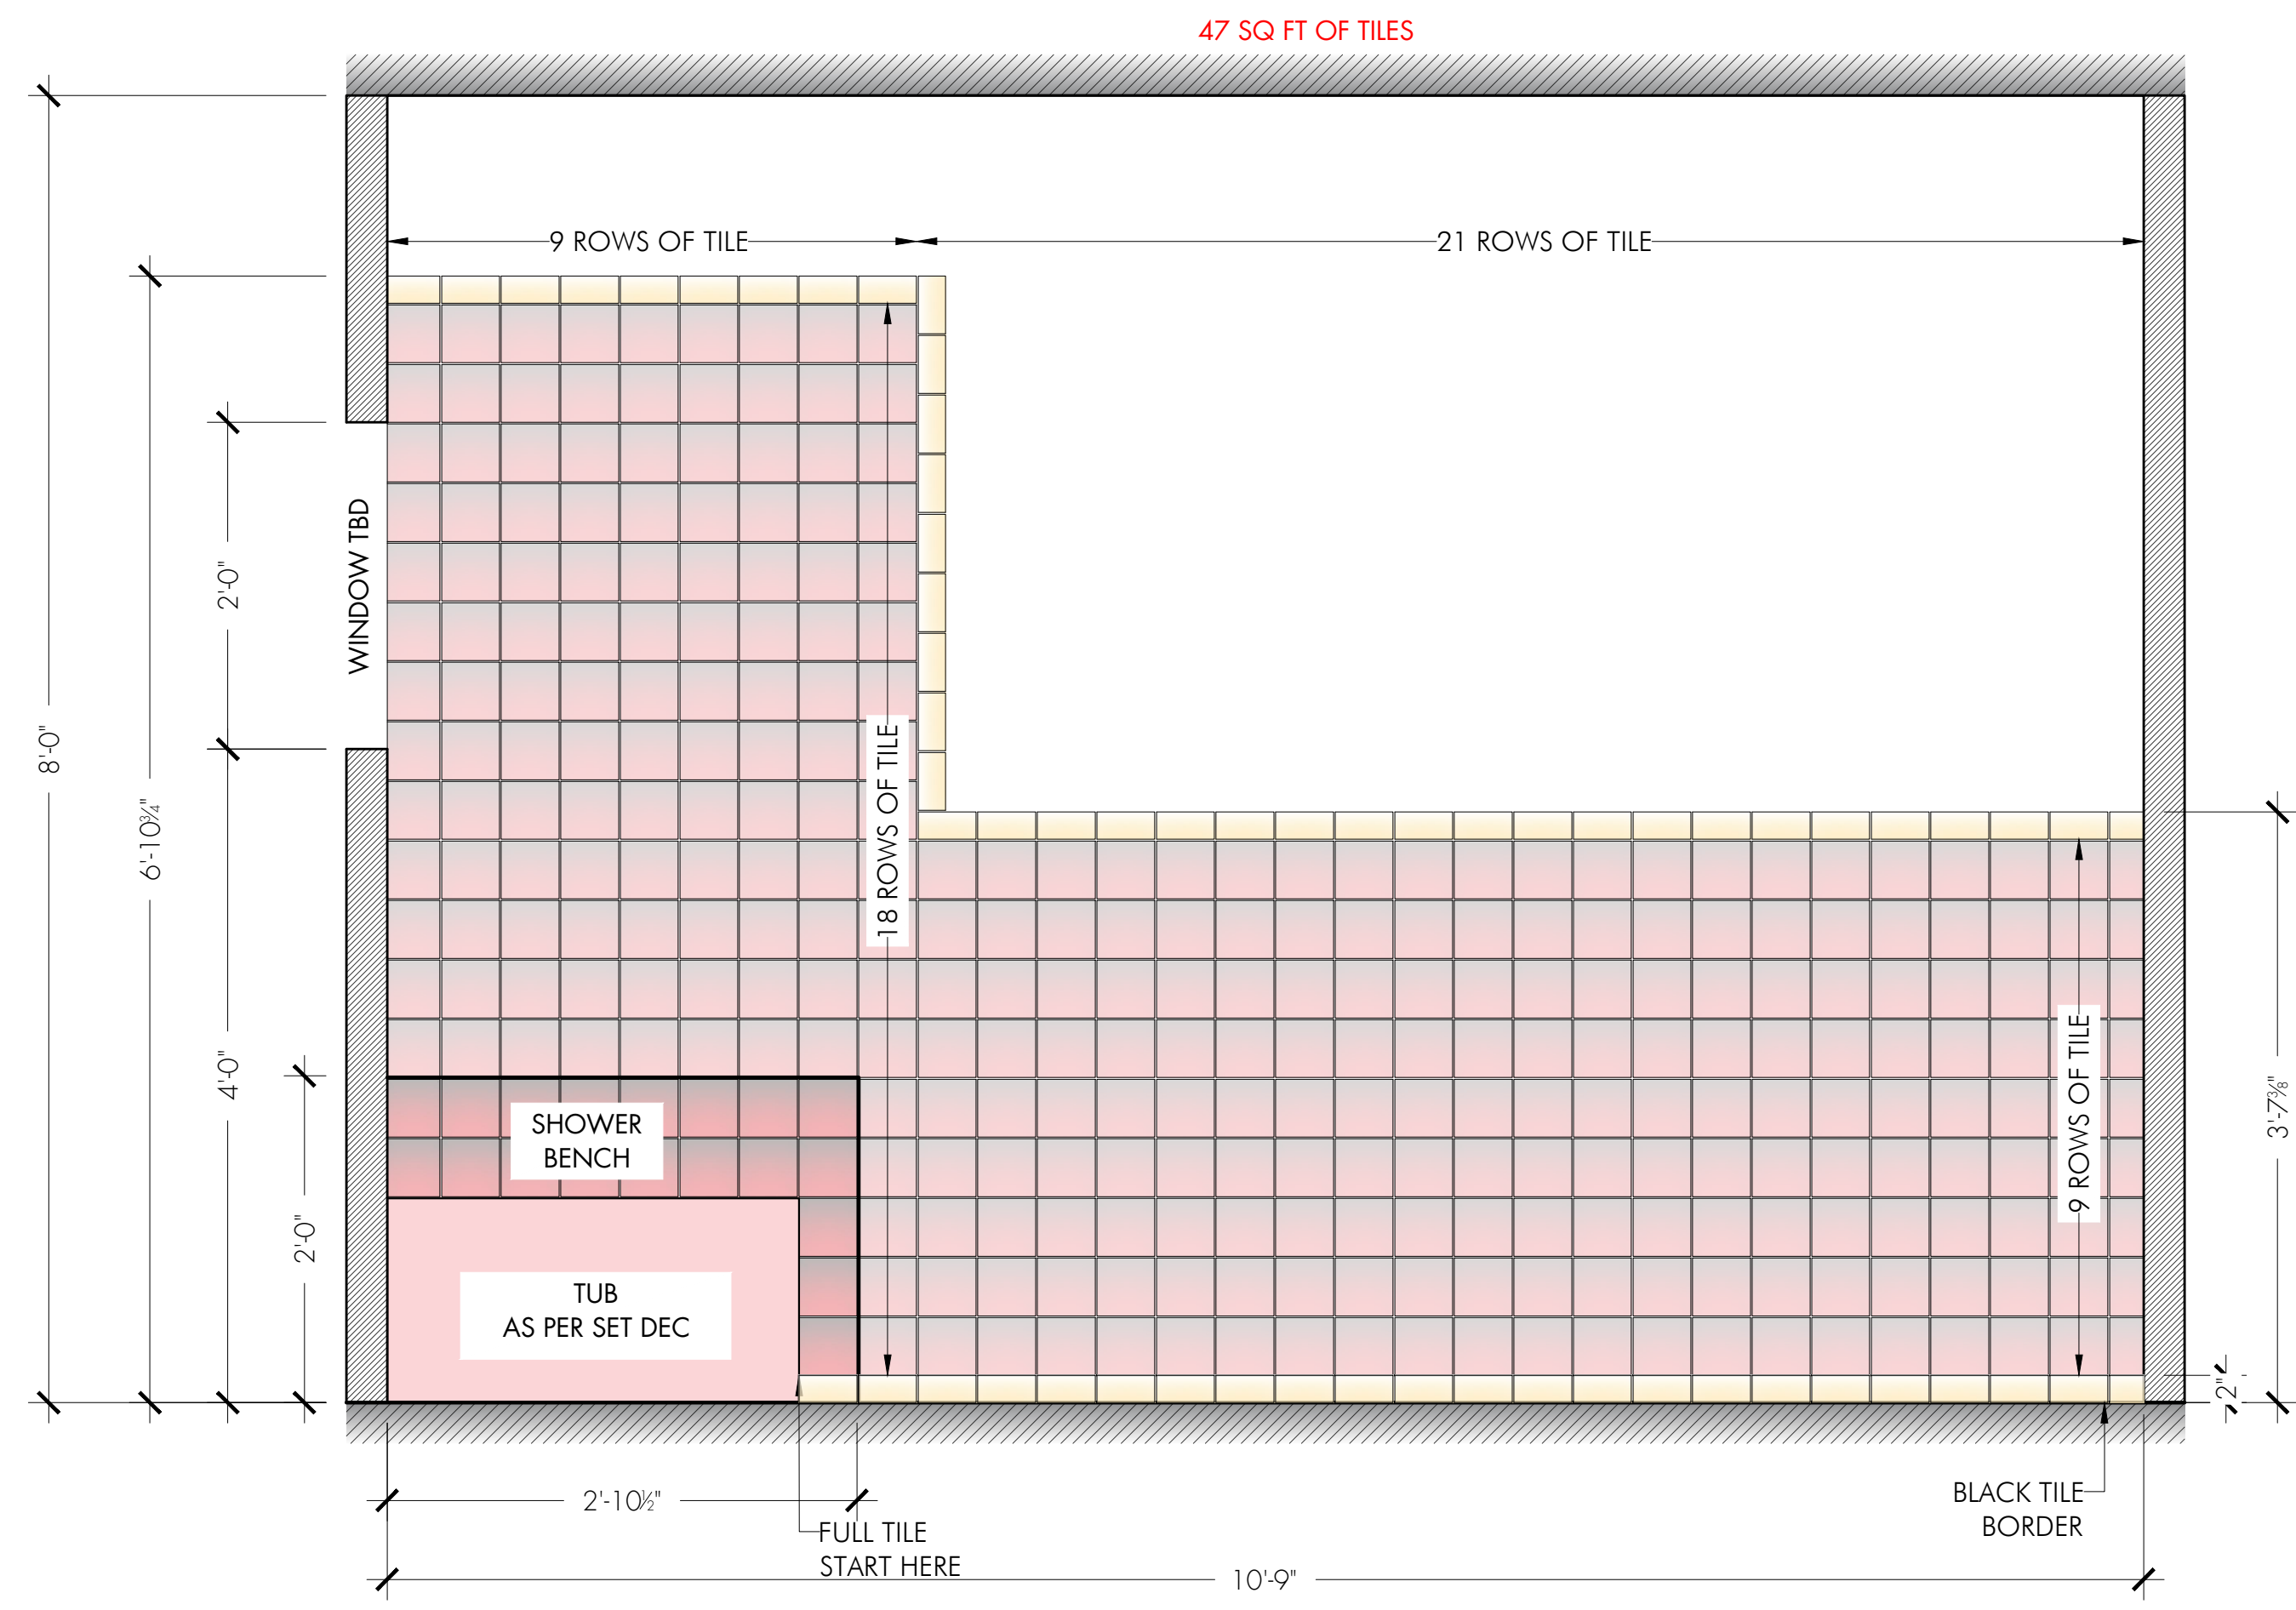 47 SQ FT OF TILES
9 ROWS OF TILE
21 ROWS OF TILE
8'-0"
6'-10¾"
2'-0"
WINDOW TBD
18 ROWS OF TILE
4'-0"
2'-0"
SHOWER
BENCH
TUB
AS PER SET DEC
9 ROWS OF TILE
3'-7⅜"
2"
2'-10½"
FULL TILE
START HERE
BLACK TILE
BORDER
10'-9"